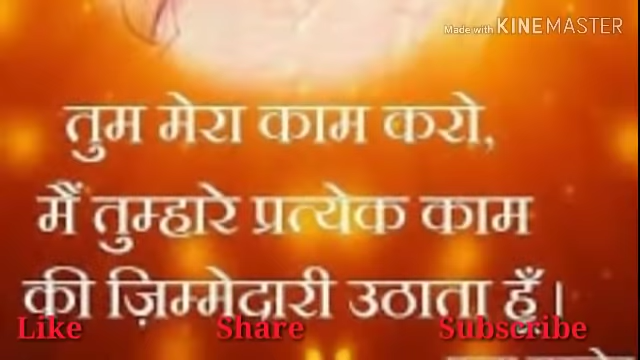 Made with KINEMASTER
तुम मेरा काम करो,
मैं तुम्हारे प्रत्येक काम
की ज़िम्मेदारी उठाता हूँ।
Like Share Subscribe